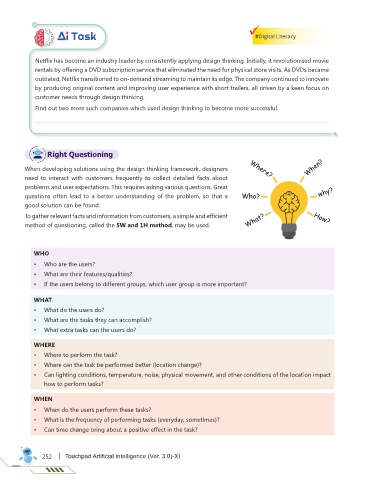 Ai Task
#Digital Literacy
Netflix has become an industry leader by consistently applying design thinking. Initially, it revolutionised movie
rentals by offering a DVD subscription service that eliminated the need for physical store visits. As DVDs became
outdated, Netflix transitioned to on-demand streaming to maintain its edge. The company continued to innovate
by producing original content and improving user experience with short trailers, all driven by a keen focus on
customer needs through design thinking.
Find out two more such companies which used design thinking to become more successful.
Right Questioning
When developing solutions using the design thinking framework, designers
need to interact with customers frequently to collect detailed facts about
problems and user expectations. This requires asking various questions. Great
questions often lead to a better understanding of the problem, so that a
good solution can be found.
To gather relevant facts and information from customers, a simple and efficient
method of questioning, called the 5W and 1H method, may be used.
Where?
When?
Who?
why?
What?
How?
WHO
• Who are the users?
• What are their features/qualities?
• If the users belong to different groups, which user group is more important?
WHAT
• What do the users do?
• What are the tasks they can accomplish?
• What extra tasks can the users do?
WHERE
• Where to perform the task?
• Where can the task be performed better (location change)?
• Can lighting conditions, temperature, noise, physical movement, and other conditions of the location impact
how to perform tasks?
WHEN
• When do the users perform these tasks?
• What is the frequency of performing tasks (everyday, sometimes)?
• Can time change bring about a positive effect in the task?
252 | Touchpad Artificial Intelligence (Ver. 3.0)-XI